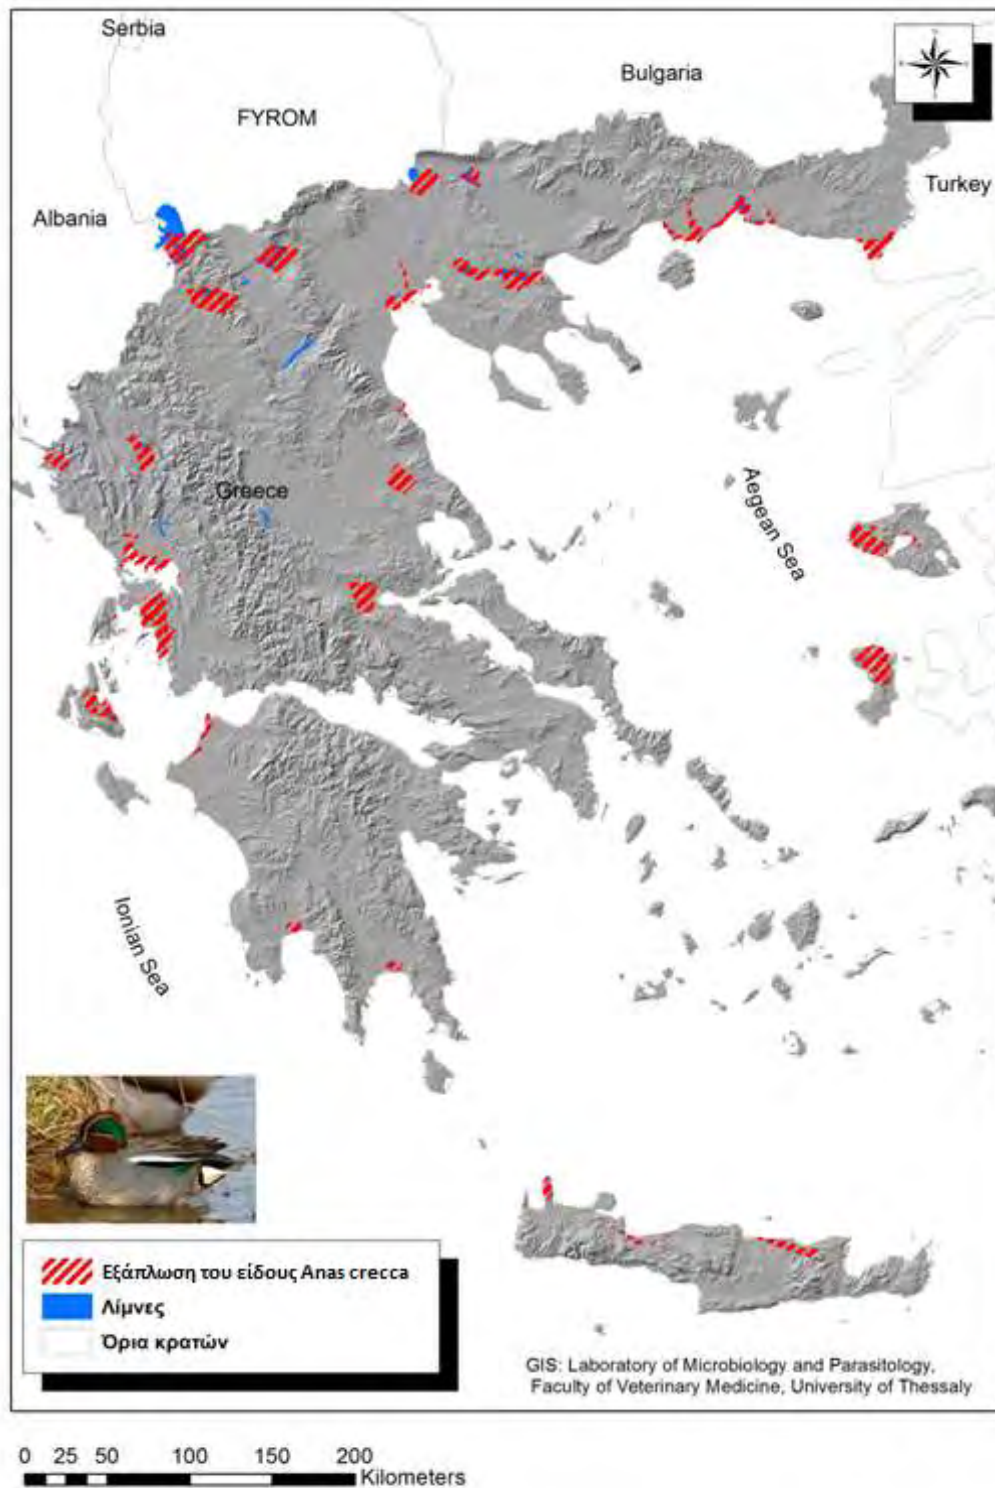 Serbia
Bulgaria
FYROM
Turkey
Albania
Greece
Aegean Sea
Ionian Sea
Εξάπλωση του είδους Anas crecca
Λίμνες
Όρια κρατών
GIS: Laboratory of Microbiology and Parasitology,
Faculty of Veterinary Medicine, University of Thessaly
0 25 50 100 150 200
Kilometers